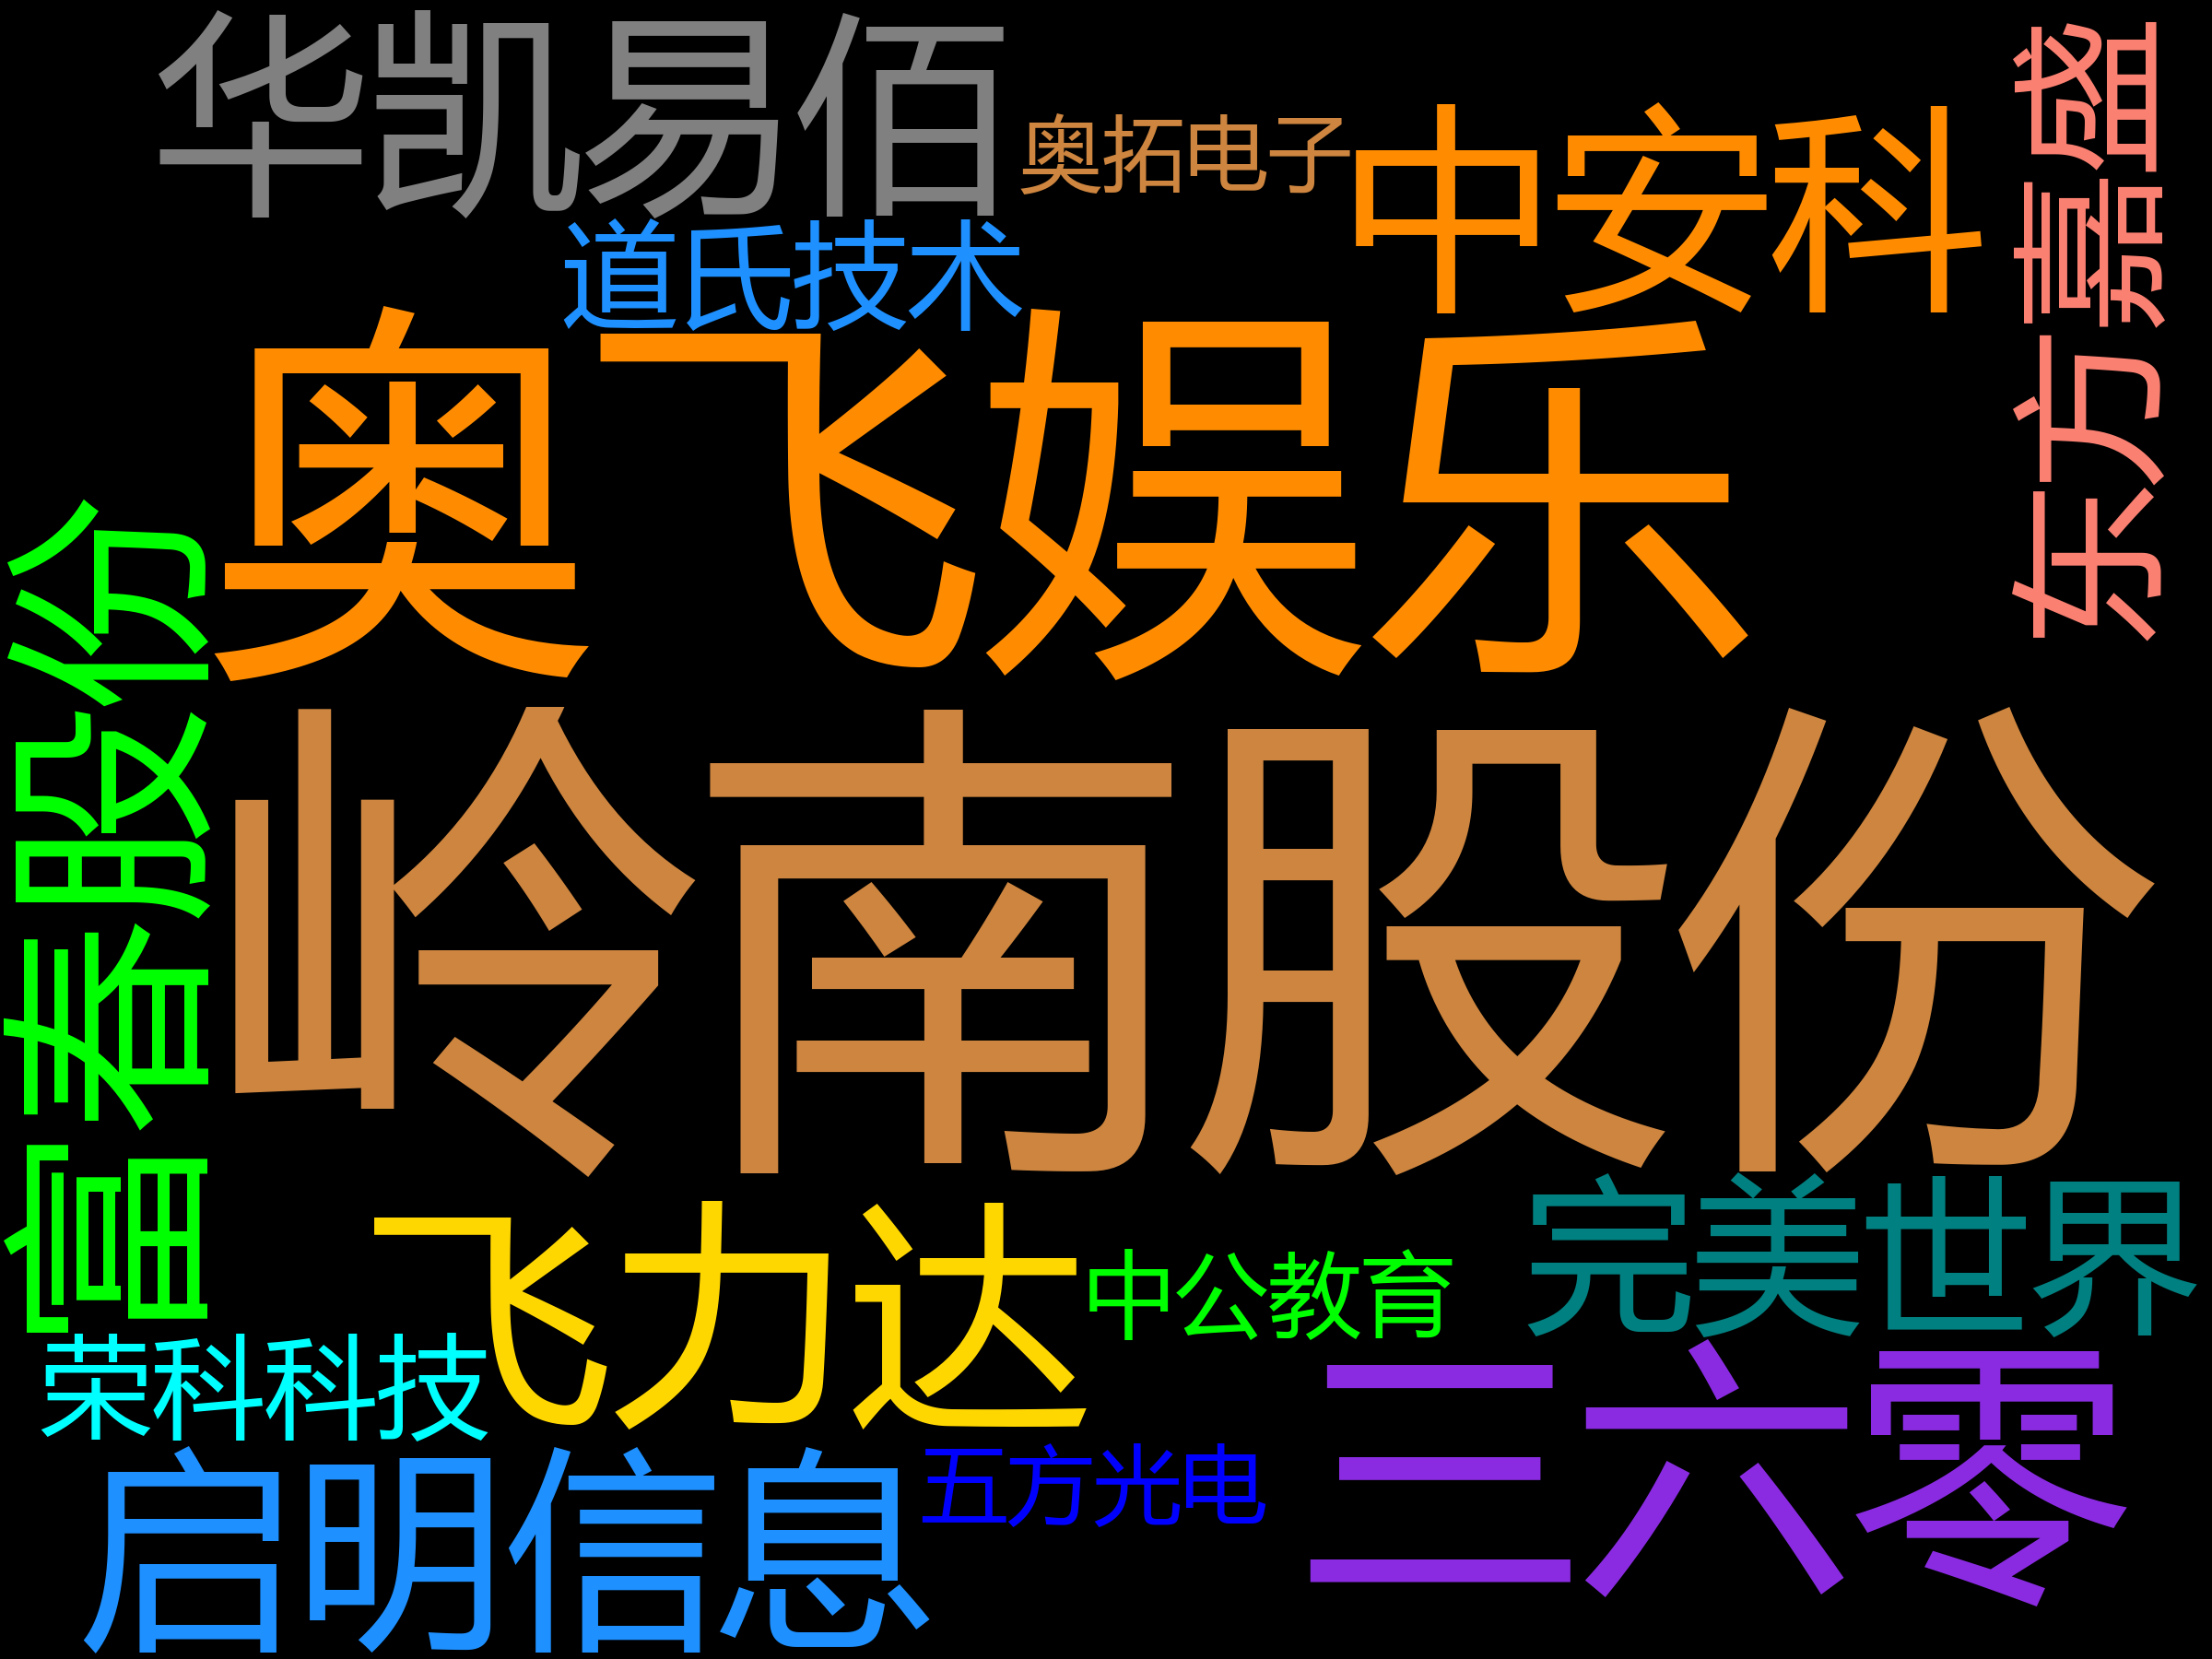 华凯易佰
奥拓电子
中安科
东方嘉盛
道氏技术
奥飞娱乐
富春股份
岭南股份
完美世界
飞力达
中公教育
荣科科技
三六零
启明信息
五方光电